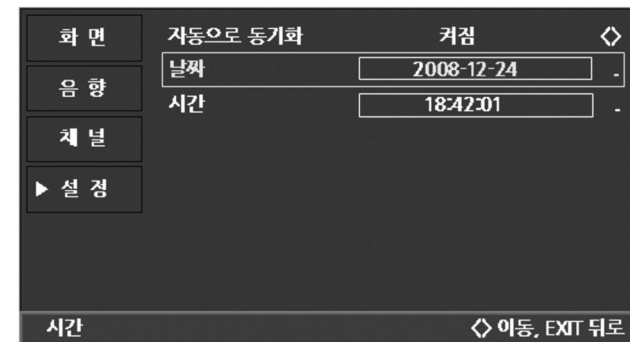 화면
음향
채널
▶ 설정
자동으로 동기화 켜짐 <>
날짜 2008-12-24 .
시간 18:42:01 .
시간 <> 이동, EXIT 뒤로